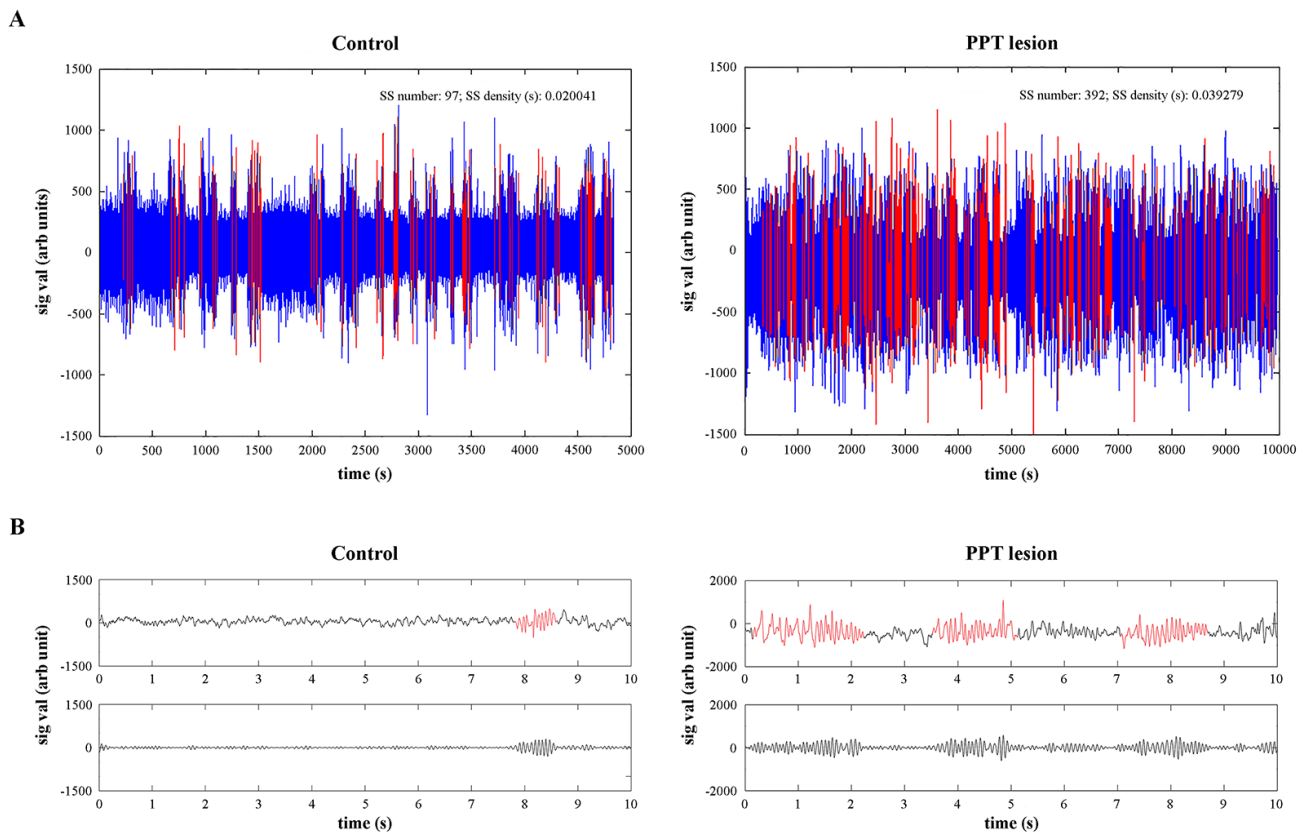 A
Control
PPT lesion
1500
1000
500
0
-500
-1000
-1500
sig val (arb units)
SS number: 97; SS density (s): 0.020041
0 500 1000 1500 2000 2500 3000 3500 4000 4500 5000
time (s)
1500
1000
500
0
-500
-1000
-1500
sig val (arb unit)
SS number: 392; SS density (s): 0.039279
0 1000 2000 3000 4000 5000 6000 7000 8000 9000 10000
time (s)
B
Control
PPT lesion
1500
0
-1500
0 1 2 3 4 5 6 7 8 9 10
sig val (arb unit)
1500
0
-1500
0 1 2 3 4 5 6 7 8 9 10
time (s)
2000
0
-2000
0 1 2 3 4 5 6 7 8 9 10
sig val (arb unit)
2000
0
-2000
0 1 2 3 4 5 6 7 8 9 10
time (s)